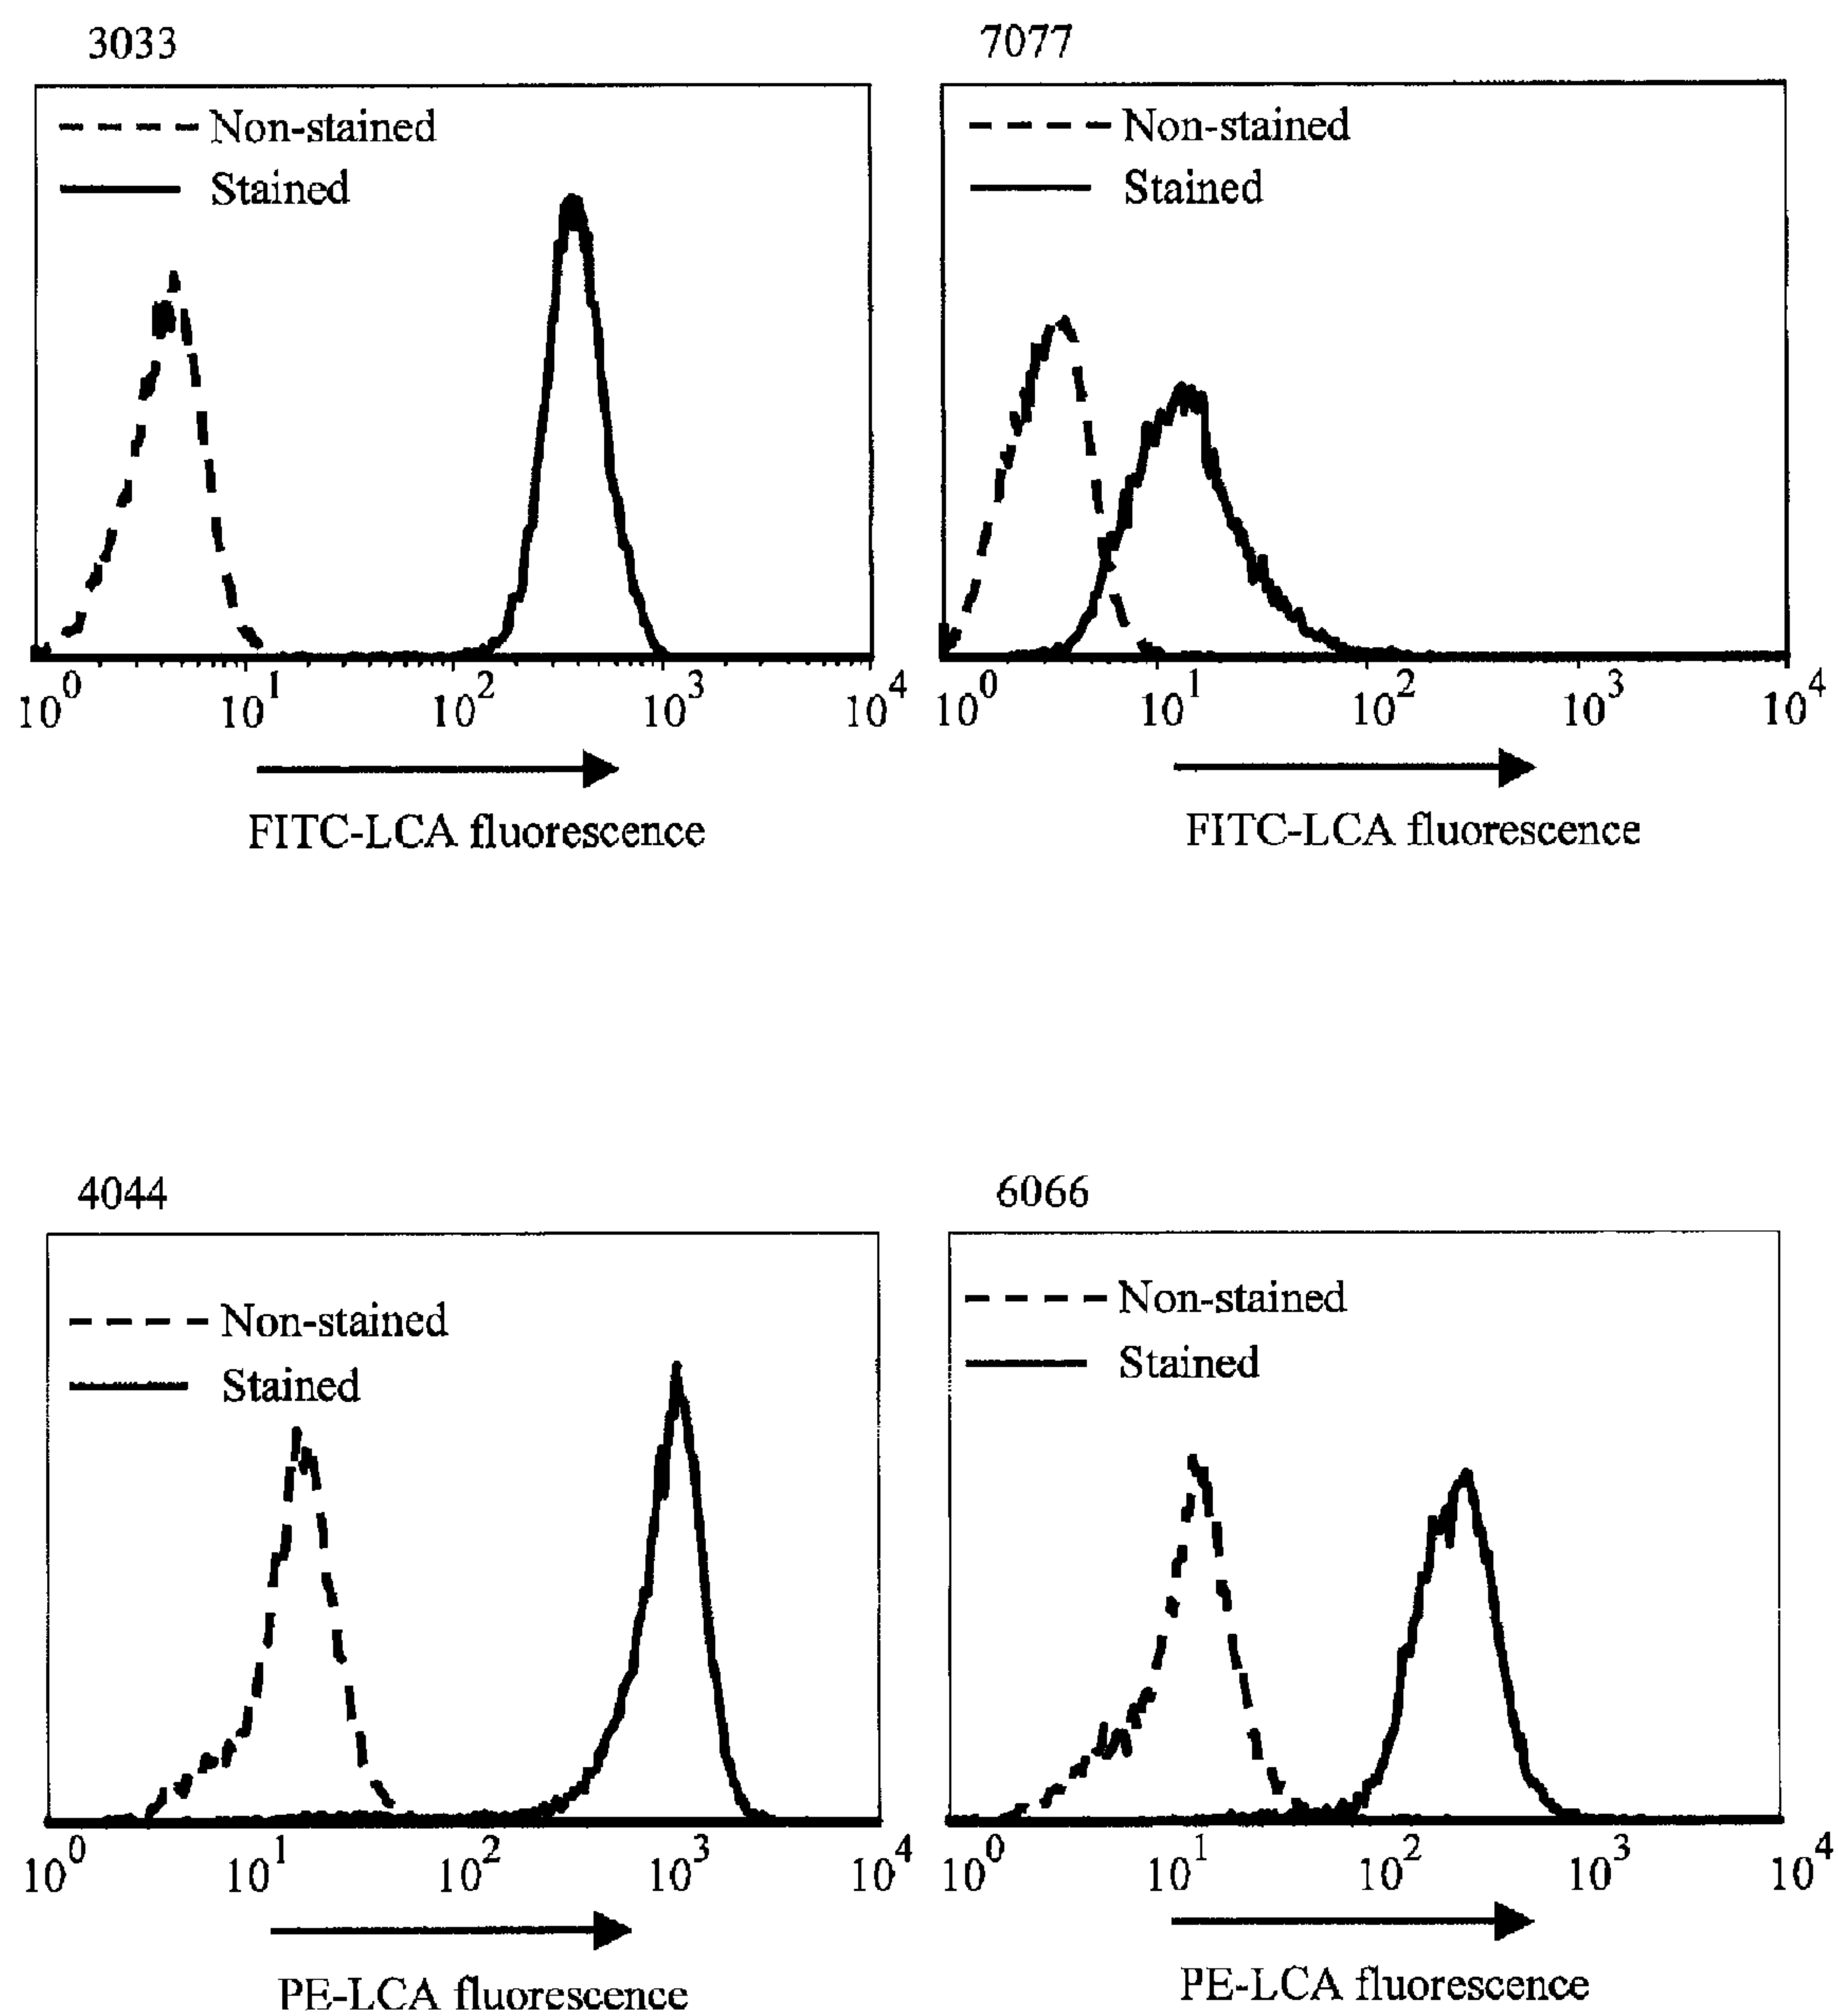 3033
Non-stained
Stained
10^0 10^1 10^2 10^3 10^4
FITC-LCA fluorescence
7077
Non-stained
Stained
10^0 10^1 10^2 10^3 10^4
FITC-LCA fluorescence
4044
Non-stained
Stained
10^0 10^1 10^2 10^3 10^4
PE-LCA fluorescence
6066
Non-stained
Stained
10^0 10^1 10^2 10^3 10^4
PE-LCA fluorescence